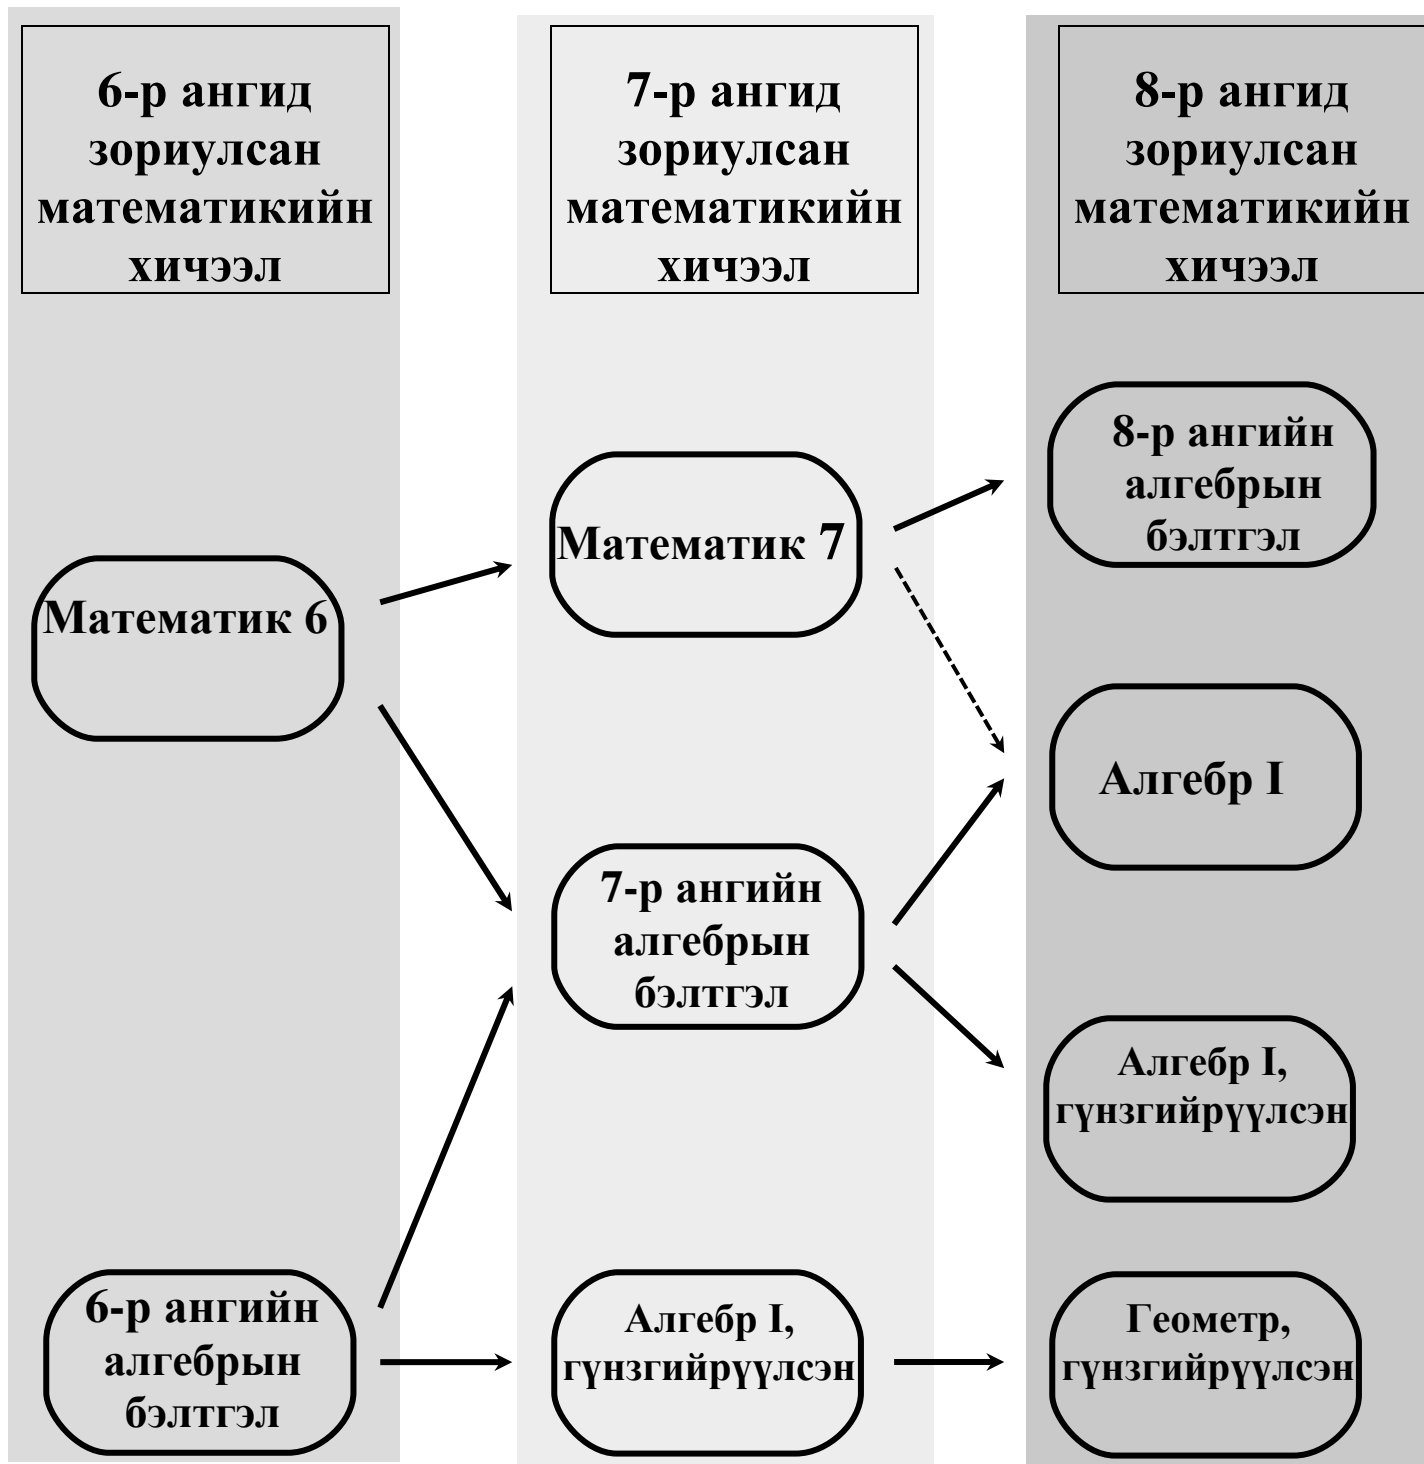 6-р ангид
зориулсан
математикийн
хичээл
7-р ангид
зориулсан
математикийн
хичээл
8-р ангид
зориулсан
математикийн
хичээл
Математик 6
6-р ангийн
алгебрын
бэлтгэл
Математик 7
7-р ангийн
алгебрын
бэлтгэл
Алгебр I,
гүнзгийрүүлсэн
8-р ангийн
алгебрын
бэлтгэл
Алгебр I
Алгебр I,
гүнзгийрүүлсэн
Геометр,
гүнзгийрүүлсэн